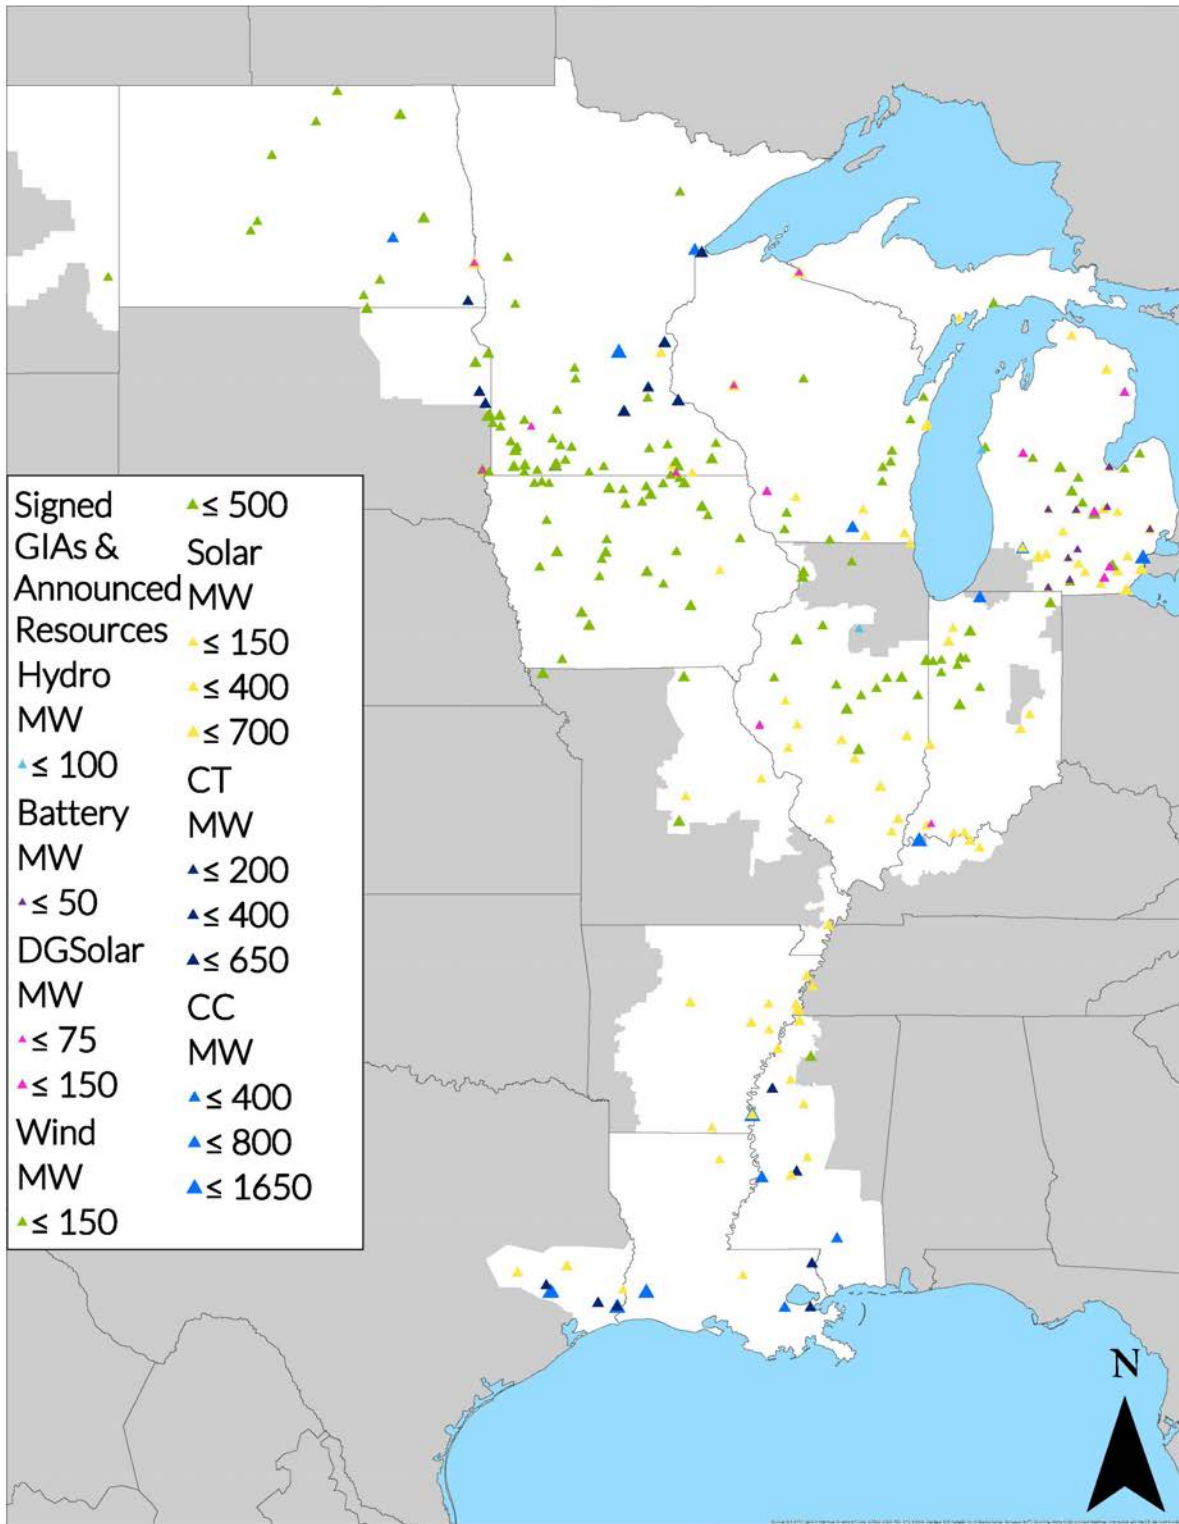 Signed
GIAs &
Announced
Resources
Hydro
MW
≤ 100
Battery
MW
≤ 50
DGSolar
MW
≤ 75
≤ 150
Wind
MW
≤ 150
≤ 500
Solar
MW
≤ 150
≤ 400
≤ 700
CT
MW
≤ 200
≤ 400
≤ 650
CC
MW
≤ 400
≤ 800
≤ 1650
N